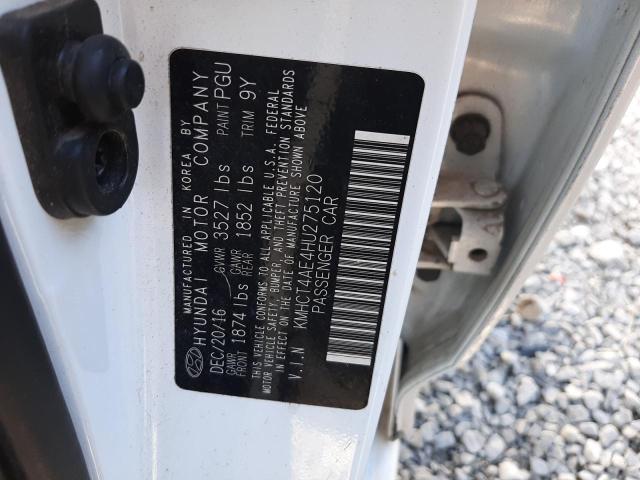 MANUFACTURED IN KOREA BY
HYUNDAI MOTOR COMPANY
DEC/20/16 GVWR 3527 lbs PAINT PGU
GAWR FRONT 1874 lbs GAWR REAR 1852 lbs TRIM 9Y
THIS VEHICLE CONFORMS TO ALL APPLICABLE U.S.A. FEDERAL
MOTOR VEHICLE SAFETY, BUMPER, AND THEFT PREVENTION STANDARDS
IN EFFECT ON THE DATE OF MANUFACTURE SHOWN ABOVE
V.I.N KMHCT4AE4HU275120
PASSENGER CAR